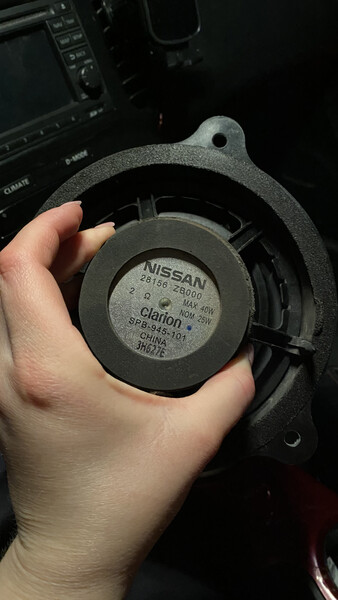 CLIMATE
D-MODE
NISSAN
28156 ZB000
2 Ω MAX 40W
NOM 25W
Clarion
SPB-945-101
CHINA
3H627E